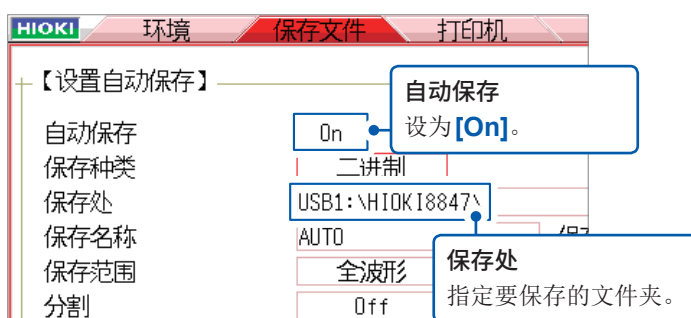 HIOKI 环境 保存文件 打印机
【设置自动保存】
自动保存
设为[On]。
自动保存 On
保存种类 二进制
保存处 USB1:\HIOKI8847\
保存名称 AUTO
保存处
指定要保存的文件夹。
保存范围 全波形
分割 Off